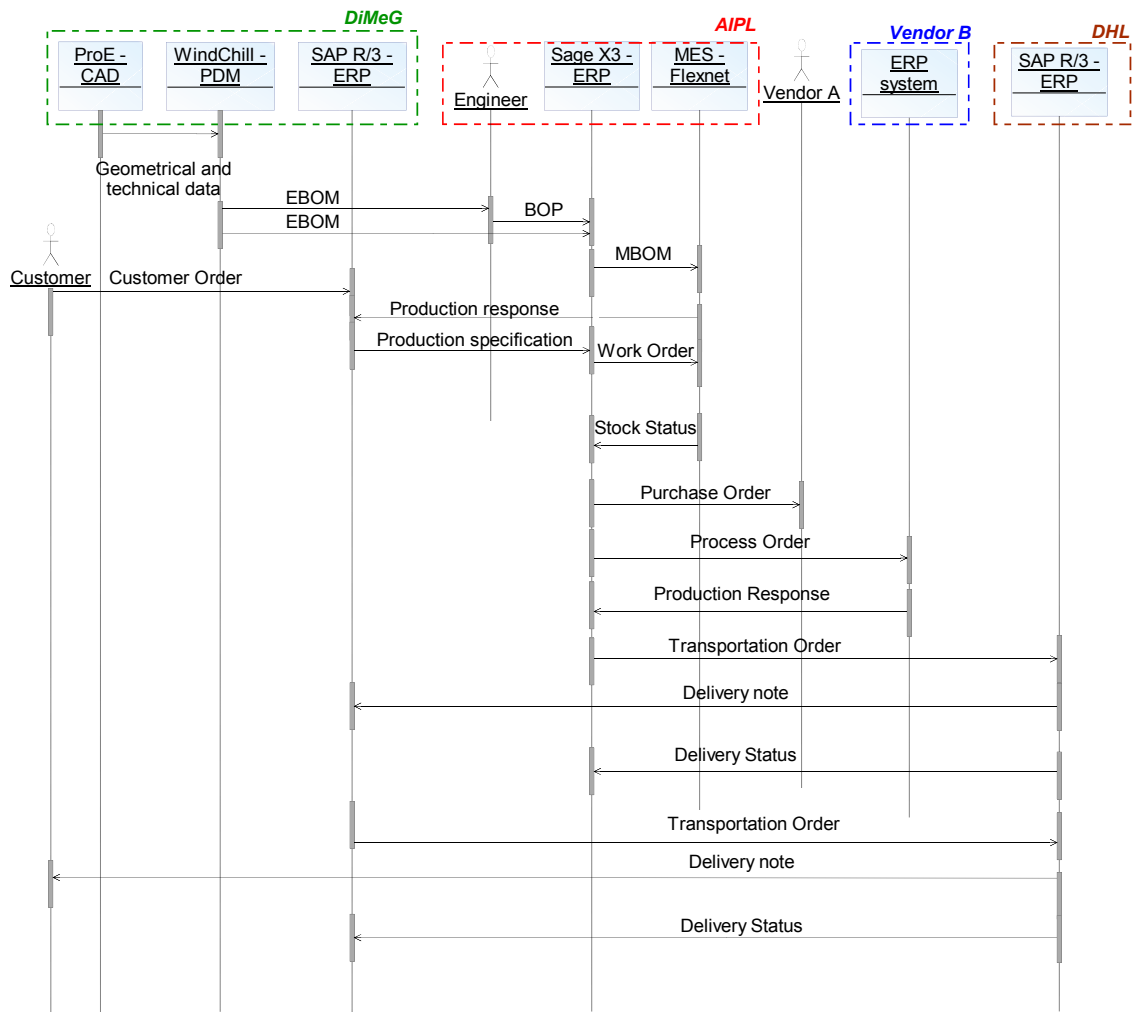 DiMeG
AIPL
Vendor B
DHL
ProE -
CAD
WindChill -
PDM
SAP R/3 -
ERP
Engineer
Sage X3 -
ERP
MES -
Flexnet
Vendor A
ERP
system
SAP R/3 -
ERP
Geometrical and
technical data
EBOM
BOP
EBOM
MBOM
Customer
Customer Order
Production response
Production specification
Work Order
Stock Status
Purchase Order
Process Order
Production Response
Transportation Order
Delivery note
Delivery Status
Transportation Order
Delivery note
Delivery Status